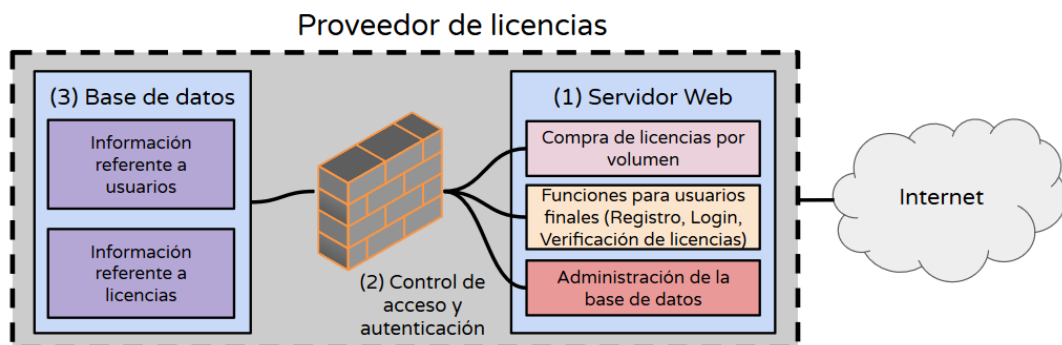 Proveedor de licencias
(3) Base de datos
Información
referente a
usuarios
Información
referente a
licencias
(2) Control de
acceso y
autenticación
(1) Servidor Web
Compra de licencias por
volumen
Funciones para usuarios
finales (Registro, Login,
Verificación de licencias)
Administración de la
base de datos
Internet